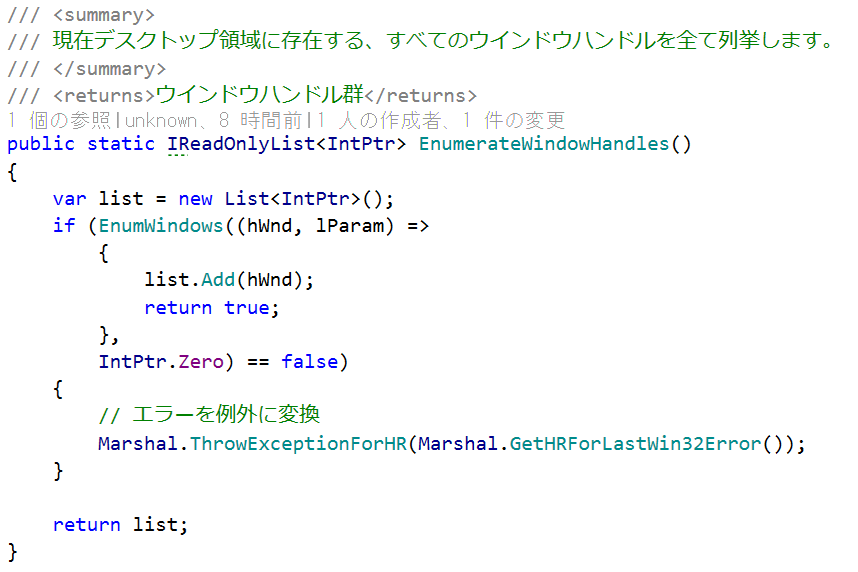 /// <summary>
/// 現在デスクトップ領域に存在する、すべてのウインドウハンドルを全て列挙します。
/// </summary>
/// <returns>ウインドウハンドル群</returns>
1 個の参照|unknown、8 時間前|1 人の作成者、1 件の変更
public static IReadOnlyList<IntPtr> EnumerateWindowHandles()
{
    var list = new List<IntPtr>();
    if (EnumWindows((hWnd, lParam) =>
        {
            list.Add(hWnd);
            return true;
        },
        IntPtr.Zero) == false)
    {
        // エラーを例外に変換
        Marshal.ThrowExceptionForHR(Marshal.GetHRForLastWin32Error());
    }

    return list;
}